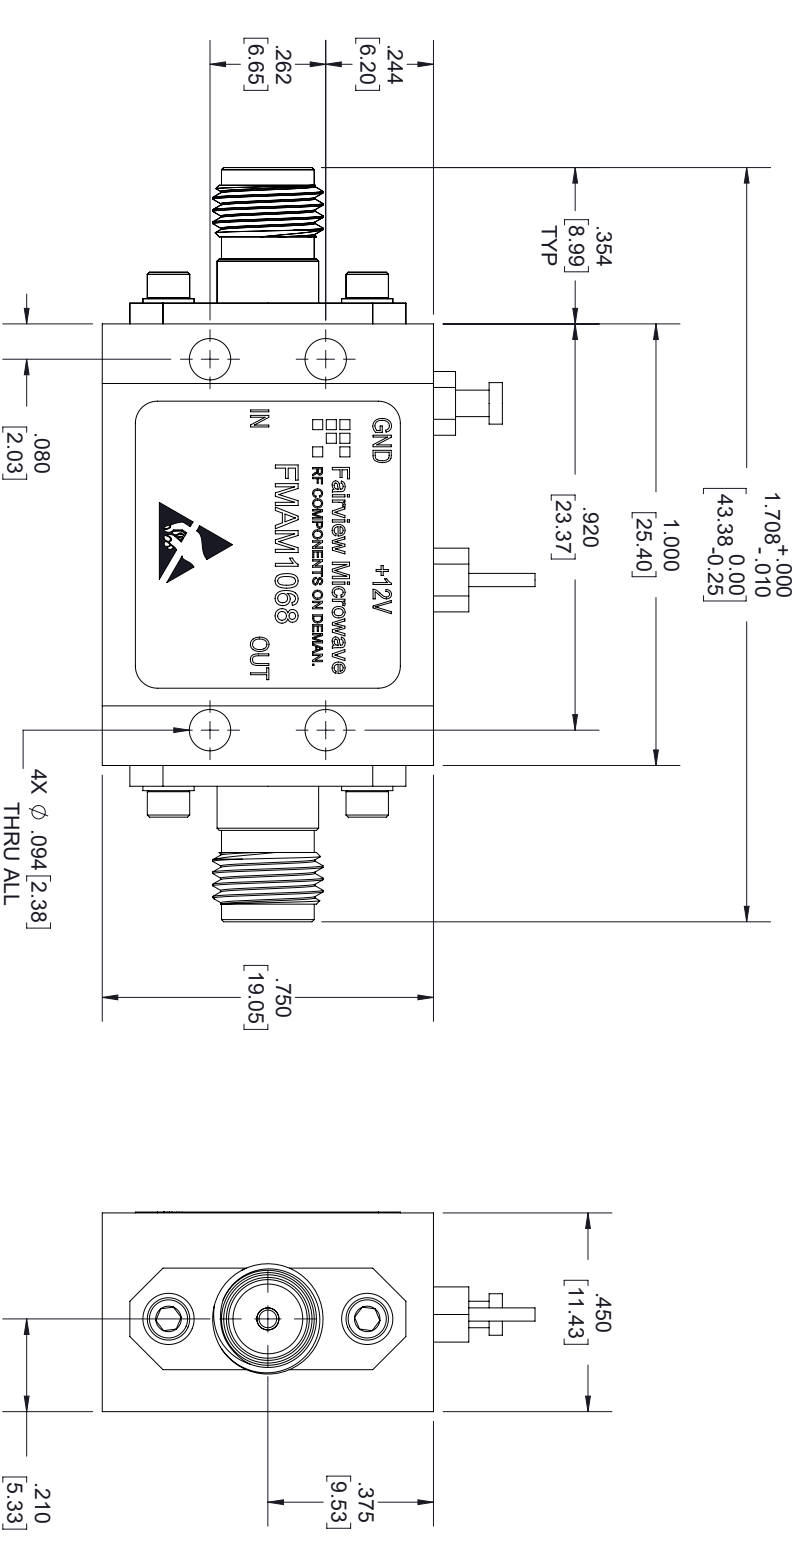 1.708 +.000 -.010
[43.38 0.00 -0.25]
1.000
[25.40]
.920
[23.37]
.354
[8.99]
TYP
.244
[6.20]
.262
[6.65]
GND
+12V
Fairview Microwave
RF COMPONENTS ON DEMAN.
FMAM1068
IN
OUT
.080
[2.03]
4X Ø .094 [2.38]
THRU ALL
.750
[19.05]
.450
[11.43]
.375
[9.53]
.210
[5.33]